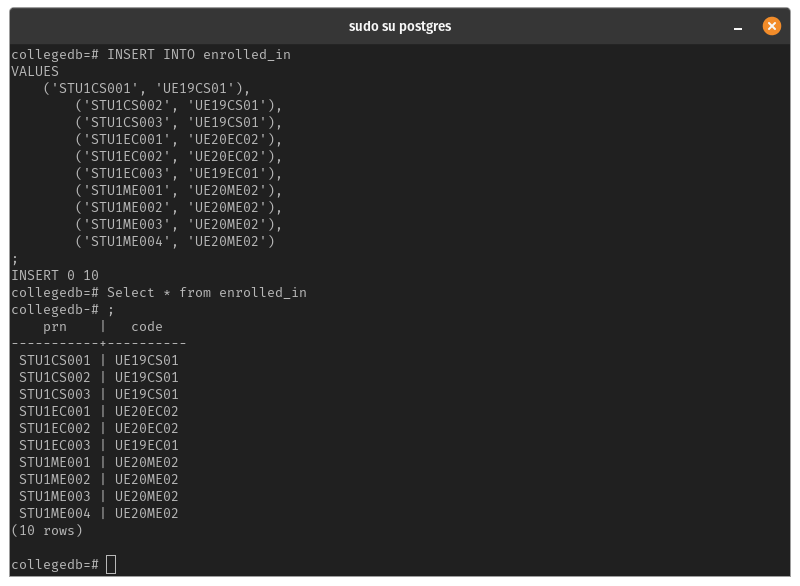 sudo su postgres
collegedb=# INSERT INTO enrolled_in
VALUES
    ('STU1CS001', 'UE19CS01'),
        ('STU1CS002', 'UE19CS01'),
        ('STU1CS003', 'UE19CS01'),
        ('STU1EC001', 'UE20EC02'),
        ('STU1EC002', 'UE20EC02'),
        ('STU1EC003', 'UE19EC01'),
        ('STU1ME001', 'UE20ME02'),
        ('STU1ME002', 'UE20ME02'),
        ('STU1ME003', 'UE20ME02'),
        ('STU1ME004', 'UE20ME02')
;
INSERT 0 10
collegedb=# Select * from enrolled_in
collegedb-# ;
    prn    |   code
-----------+----------
 STU1CS001 | UE19CS01
 STU1CS002 | UE19CS01
 STU1CS003 | UE19CS01
 STU1EC001 | UE20EC02
 STU1EC002 | UE20EC02
 STU1EC003 | UE19EC01
 STU1ME001 | UE20ME02
 STU1ME002 | UE20ME02
 STU1ME003 | UE20ME02
 STU1ME004 | UE20ME02
(10 rows)

collegedb=#